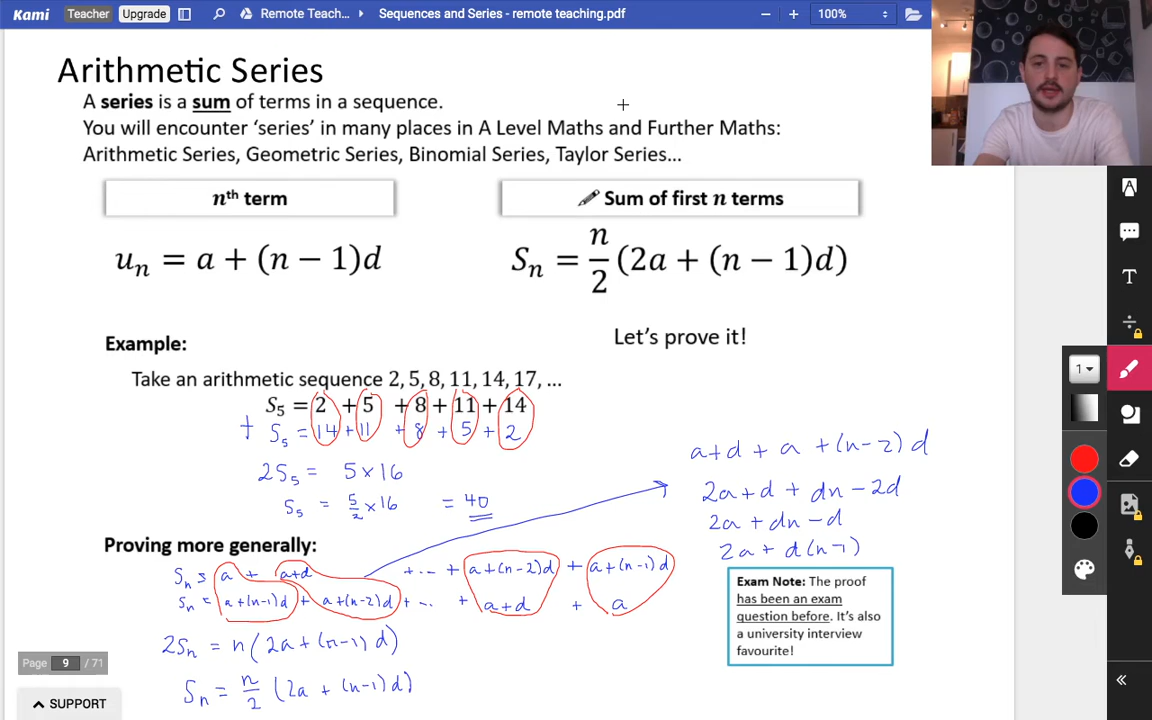 Kami Teacher Upgrade Remote Teach... Sequences and Series - remote teaching.pdf 100%
Arithmetic Series
A series is a sum of terms in a sequence.
You will encounter ‘series’ in many places in A Level Maths and Further Maths:
Arithmetic Series, Geometric Series, Binomial Series, Taylor Series...
nth term
uₙ = a + (n − 1)d
Sum of first n terms
Sₙ = n/2 (2a + (n − 1)d)
Let’s prove it!
Example:
Take an arithmetic sequence 2, 5, 8, 11, 14, 17, ...
S₅ = 2 + 5 + 8 + 11 + 14
+ S₅ = 14 + 11 + 8 + 5 + 2
2S₅ = 5 × 16
S₅ = 5/2 × 16 = 40
a+d + a + (n-2)d
2a+d + dn - 2d
2a + dn - d
2a + d(n-1)
Proving more generally:
Sₙ = a + a+d + ... + a+(n-2)d + a+(n-1)d
Sₙ = a+(n-1)d + a+(n-2)d + ... + a+d + a
2Sₙ = n(2a + (n-1)d)
Sₙ = n/2 (2a + (n-1)d)
Exam Note: The proof
has been an exam
question before. It’s also
a university interview
favourite!
Page 9 / 71
SUPPORT
T
1